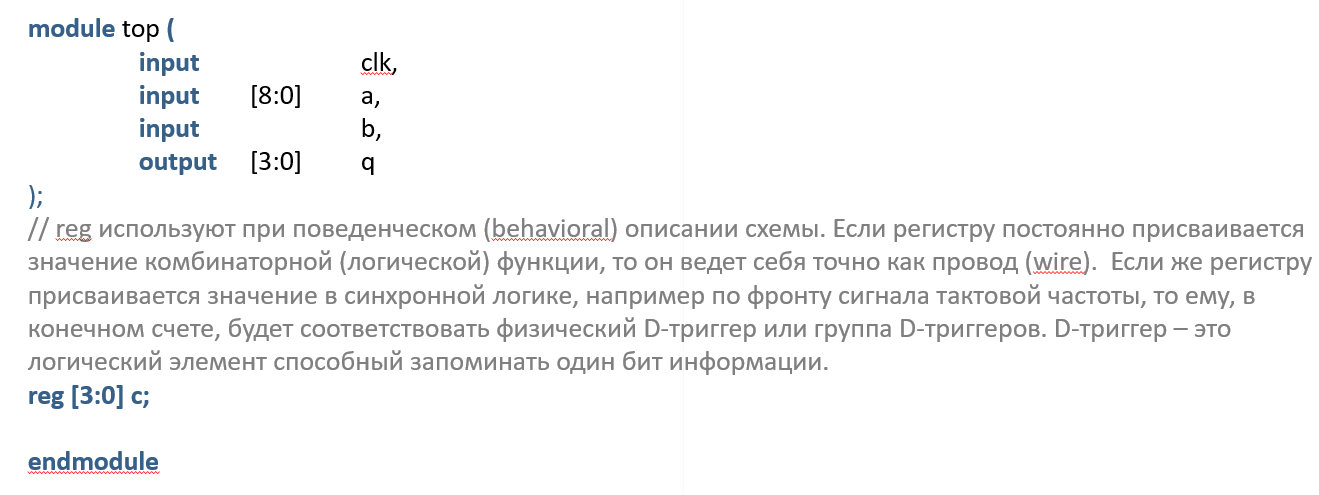 module top (
input clk,
input [8:0] a,
input b,
output [3:0] q
);
// reg используют при поведенческом (behavioral) описании схемы. Если регистру постоянно присваивается
значение комбинаторной (логической) функции, то он ведет себя точно как провод (wire).  Если же регистру
присваивается значение в синхронной логике, например по фронту сигнала тактовой частоты, то ему, в
конечном счете, будет соответствовать физический D-триггер или группа D-триггеров. D-триггер – это
логический элемент способный запоминать один бит информации.
reg [3:0] c;
endmodule